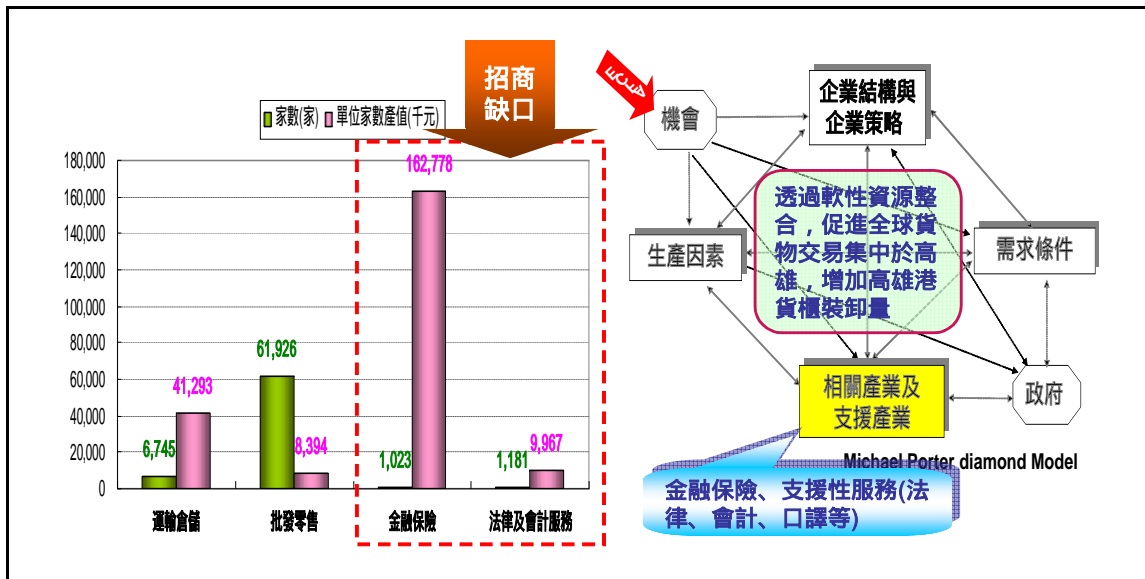 招商
缺口
家數(家)
單位家數產值(千元)
180,000
160,000
140,000
120,000
100,000
80,000
60,000
40,000
20,000
0
6,745
41,293
61,926
8,394
1,023
162,778
1,181
9,967
運輸倉儲
批發零售
金融保險
法律及會計服務
ECFA
機會
企業結構與
企業策略
生產因素
透過軟性資源整
合，促進全球貨
物交易集中於高
雄，增加高雄港
貨櫃裝卸量
需求條件
相關產業及
支援產業
政府
Michael Porter diamond Model
金融保險、支援性服務(法
律、會計、口譯等)